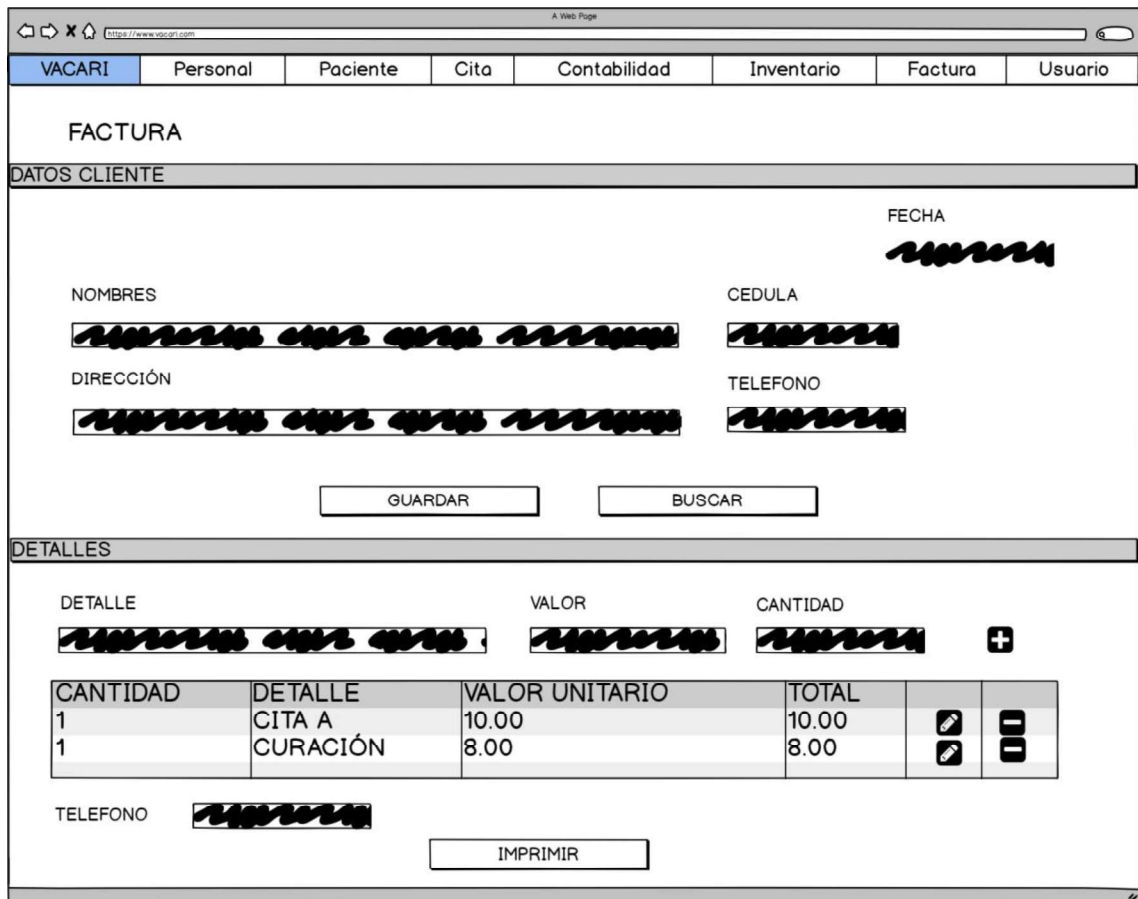 A Web Page
https://www.vacari.com
VACARI Personal Paciente Cita Contabilidad Inventario Factura Usuario
FACTURA
DATOS CLIENTE
FECHA
NOMBRES CEDULA
DIRECCIÓN TELEFONO
GUARDAR BUSCAR
DETALLES
DETALLE VALOR CANTIDAD
CANTIDAD DETALLE VALOR UNITARIO TOTAL
1 CITA A 10.00 10.00
1 CURACIÓN 8.00 8.00
TELEFONO
IMPRIMIR